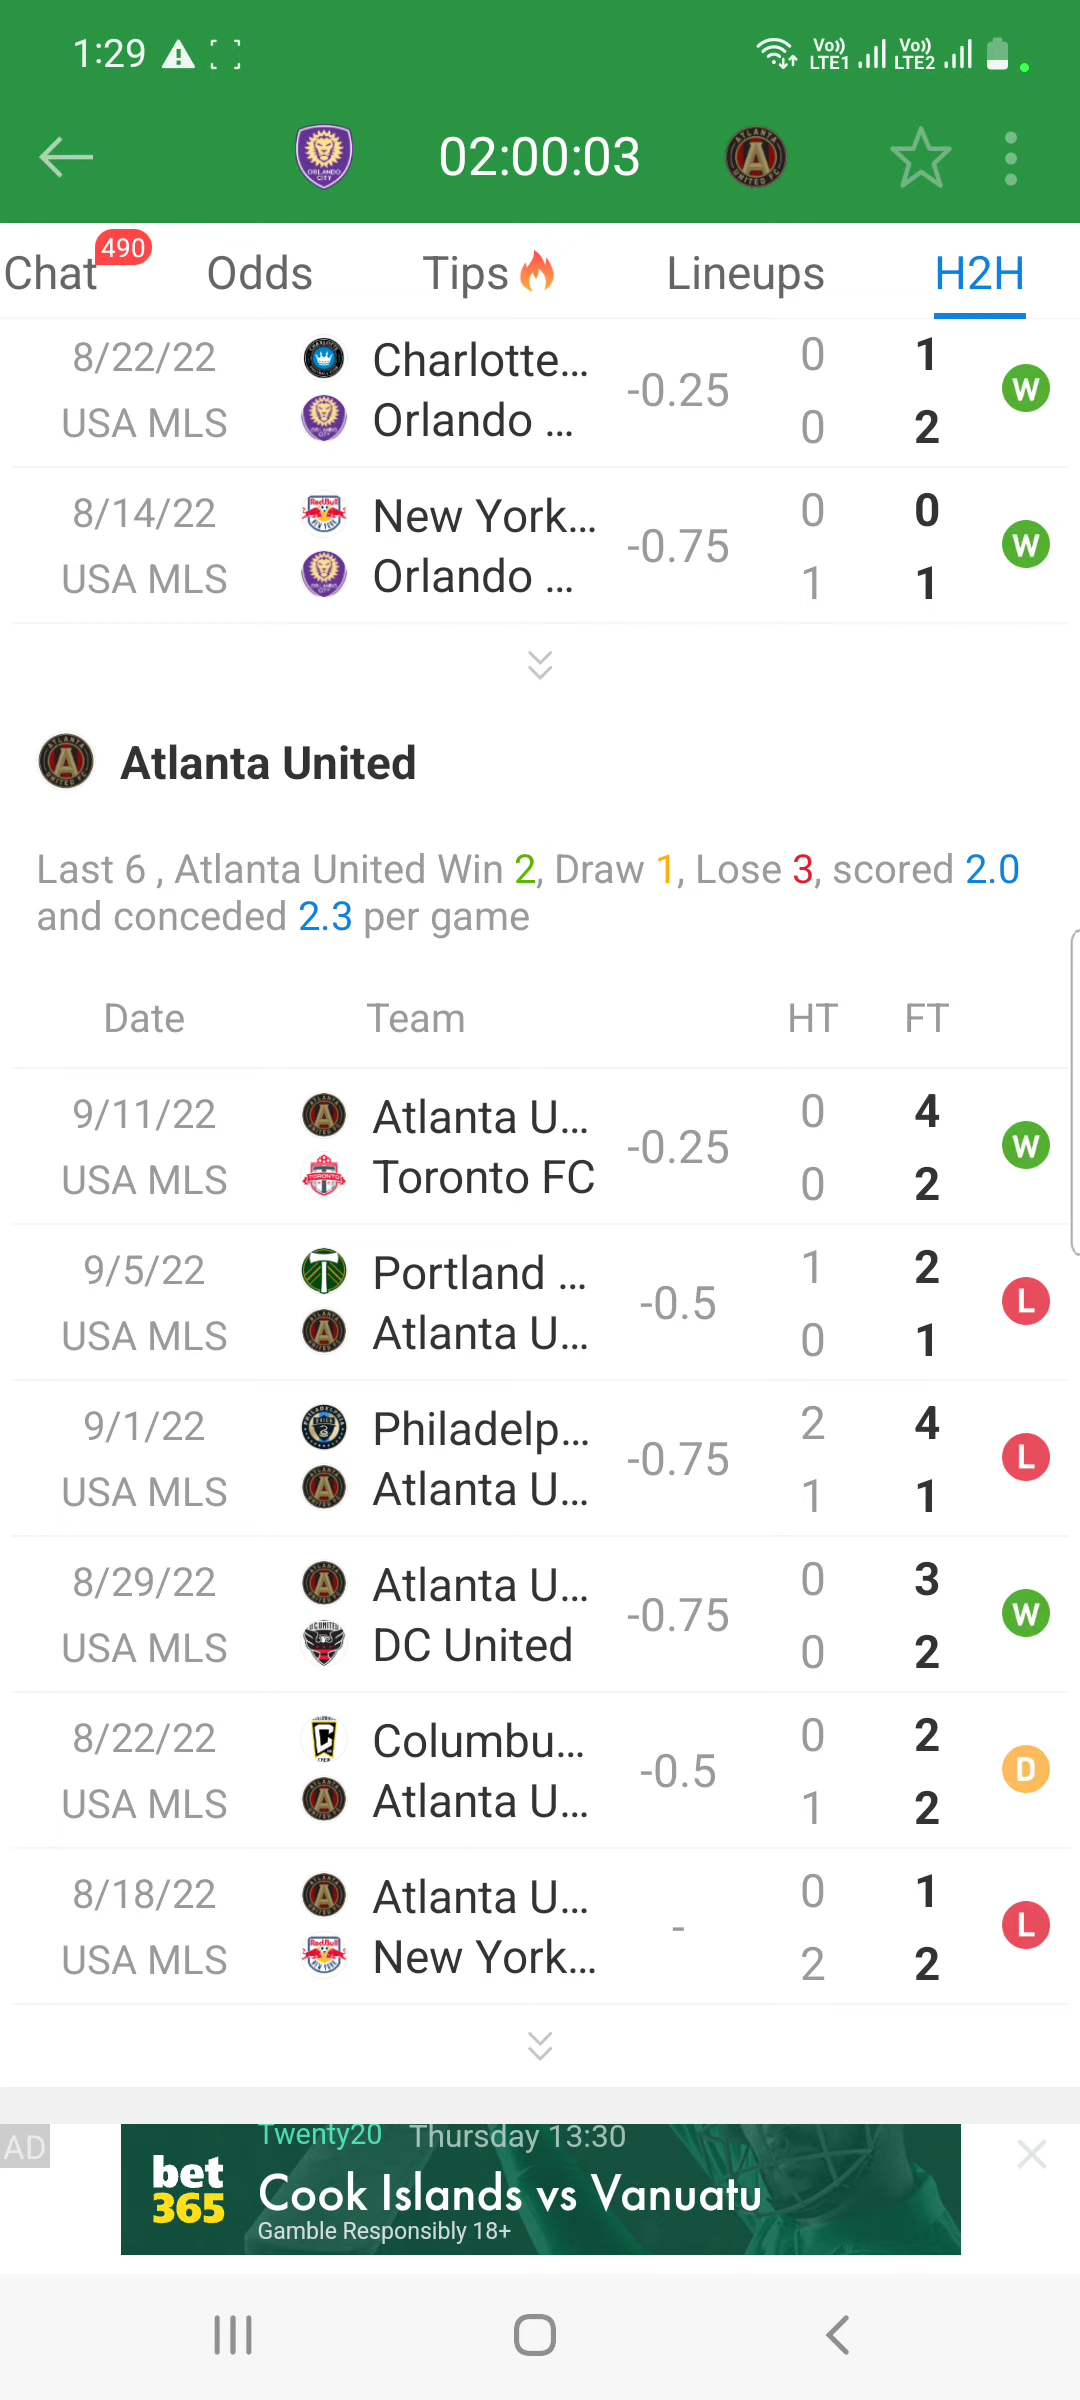 1:29
Vo)) LTE1 Vo)) LTE2
02:00:03
Chat 490 Odds Tips Lineups H2H
8/22/22 Charlotte... 0 1
-0.25 W
USA MLS Orlando ... 0 2
8/14/22 New York... 0 0
-0.75 W
USA MLS Orlando ... 1 1
Atlanta United
Last 6 , Atlanta United Win 2, Draw 1, Lose 3, scored 2.0
and conceded 2.3 per game
Date Team HT FT
9/11/22 Atlanta U... 0 4
-0.25 W
USA MLS Toronto FC 0 2
9/5/22 Portland ... 1 2
-0.5 L
USA MLS Atlanta U... 0 1
9/1/22 Philadelp... 2 4
-0.75 L
USA MLS Atlanta U... 1 1
8/29/22 Atlanta U... 0 3
-0.75 W
USA MLS DC United 0 2
8/22/22 Columbu... 0 2
-0.5 D
USA MLS Atlanta U... 1 2
8/18/22 Atlanta U... 0 1
- L
USA MLS New York... 2 2
AD
Twenty20 Thursday 13:30
bet
365
Cook Islands vs Vanuatu
Gamble Responsibly 18+